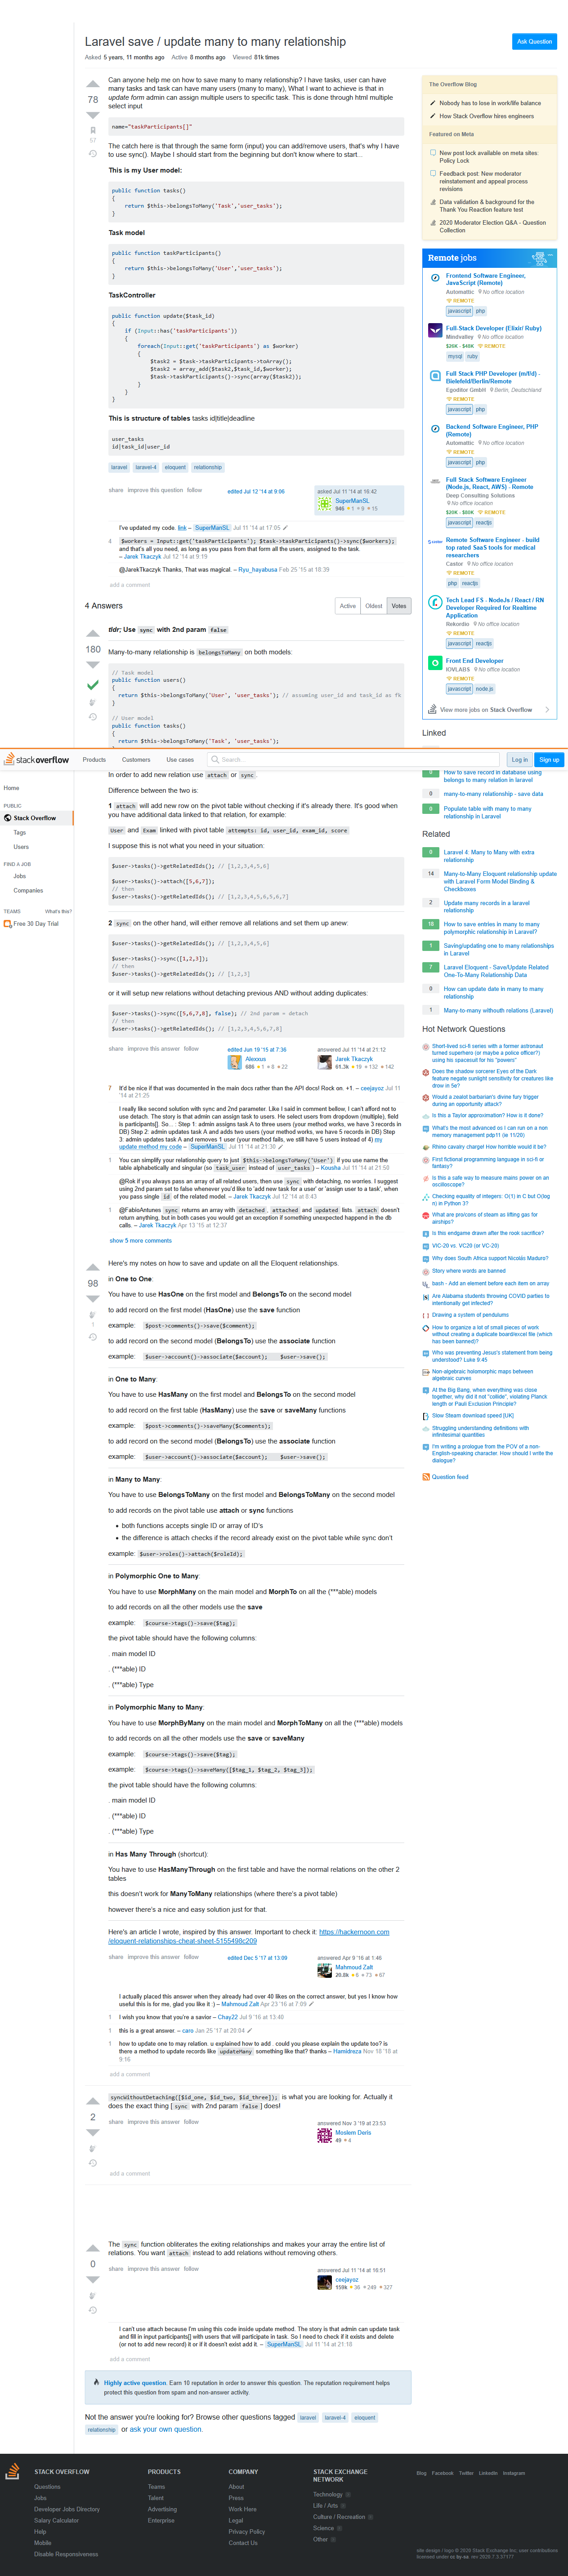 Laravel save / update many to many relationship
Ask Question
Asked 5 years, 11 months ago Active 8 months ago Viewed 81k times
78
57
Can anyone help me on how to save many to many relationship? I have tasks, user can have
many tasks and task can have many users (many to many), What I want to achieve is that in
update form admin can assign multiple users to specific task. This is done through html multiple
select input
name="taskParticipants[]"
The catch here is that through the same form (input) you can add/remove users, that's why I have
to use sync(). Maybe I should start from the beginning but don't know where to start...
This is my User model:
public function tasks()
{
return $this->belongsToMany('Task','user_tasks');
}
Task model
public function taskParticipants()
{
return $this->belongsToMany('User','user_tasks');
}
TaskController
public function update($task_id)
{
if (Input::has('taskParticipants'))
{
foreach(Input::get('taskParticipants') as $worker)
{
$task2 = $task->taskParticipants->toArray();
$task2 = array_add($task2,$task_id,$worker);
$task->taskParticipants()->sync(array($task2));
}
}
}
This is structure of tables tasks id|title|deadline
user_tasks
id|task_id|user_id
laravel laravel-4 eloquent relationship
share improve this question follow
edited Jul 12 '14 at 9:06
asked Jul 11 '14 at 16:42
SuperManSL
946 1 9 15
I've updated my code. link – SuperManSL Jul 11 '14 at 17:05
4 $workers = Input::get('taskParticipants'); $task->taskParticipants()->sync($workers);
and that's all you need, as long as you pass from that form all the users, assigned to the task.
– Jarek Tkaczyk Jul 12 '14 at 9:19
@JarekTkaczyk Thanks, That was magical. – Ryu_hayabusa Feb 25 '15 at 18:39
add a comment
4 Answers
Active Oldest Votes
180
tldr; Use sync with 2nd param false
Many-to-many relationship is belongsToMany on both models:
// Task model
public function users()
{
return $this->belongsToMany('User', 'user_tasks'); // assuming user_id and task_id as fk
}
// User model
public function tasks()
{
return $this->belongsToMany('Task', 'user_tasks');
stackoverflow Products Customers Use cases Search... Log in Sign up
Home
PUBLIC
Stack Overflow
Tags
Users
FIND A JOB
Jobs
Companies
TEAMS What's this?
Free 30 Day Trial
In order to add new relation use attach or sync.
Difference between the two is:
1 attach will add new row on the pivot table without checking if it's already there. It's good when
you have additional data linked to that relation, for example:
User and Exam linked with pivot table attempts: id, user_id, exam_id, score
I suppose this is not what you need in your situation:
$user->tasks()->getRelatedIds(); // [1,2,3,4,5,6]
$user->tasks()->attach([5,6,7]);
// then
$user->tasks()->getRelatedIds(); // [1,2,3,4,5,6,5,6,7]
2 sync on the other hand, will either remove all relations and set them up anew:
$user->tasks()->getRelatedIds(); // [1,2,3,4,5,6]
$user->tasks()->sync([1,2,3]);
// then
$user->tasks()->getRelatedIds(); // [1,2,3]
or it will setup new relations without detaching previous AND without adding duplicates:
$user->tasks()->sync([5,6,7,8], false); // 2nd param = detach
// then
$user->tasks()->getRelatedIds(); // [1,2,3,4,5,6,7,8]
share improve this answer follow
edited Jun 19 '15 at 7:36
Alexxus
686 1 8 22
answered Jul 11 '14 at 21:12
Jarek Tkaczyk
61.3k 18 132 142
7 It'd be nice if that was documented in the main docs rather than the API docs! Rock on. +1. – ceejayoz Jul 11
'14 at 21:25
I really like second solution with sync and 2nd parameter. Like I said in comment bellow, I can't afford not to use
detach. The story is that admin can assign users to task. He choses users from dropdown (multiple), field is
participants[]. So... : Step 1: admin assigns task A to three users (your method works, we have 3 records in
DB) Step 2: admin updates task A and adds two users (your method works, we have 5 records in DB) Step
3: admin updates task A and removes 1 user (your method fails, we still have 5 users instead of 4) my
update method my code – SuperManSL Jul 11 '14 at 21:38
1 You can simplify your relationship query and set $this->belongsToMany('User') if you use name the
table alphabetically and singular (so task_user instead of user_tasks) – Kousha Jul 11 '14 at 21:50
@Rok If you always pass an array of all related users, the use sync with detaching, no worries. I suggest
using 2nd param set to false whenever you'd like to 'add new task for a user' or 'assign user to a task', when
you pass single id of the related model. – Jarek Tkaczyk Jul 12 '14 at 8:43
1 @FabioAntunes sync returns an array with detached, attached and updated lists. attach doesn't
return anything, but in both cases you would get an exception if something unexpected happened in the db
calls. – Jarek Tkaczyk Apr 13 '15 at 12:37
show 5 more comments
98
1
Here's my notes on how to save and update on all the Eloquent relationships.
in One to One:
You have to use HasOne on the first model and BelongsTo on the second model
to add record on the first model (HasOne) use the save function
example: $post->comments()->save($comment);
to add record on the second model (BelongsTo) use the associate function
example: $user->account()->associate($account); $user->save();
in One to Many:
You have to use HasMany on the first model and BelongsTo on the second model
to add record on the first table (HasMany) use the save or saveMany functions
example: $post->comments()->saveMany($comments);
to add record on the second model (BelongsTo) use the associate function
example: $user->account()->associate($account); $user->save();
in Many to Many:
You have to use BelongsToMany on the first model and BelongsToMany on the second model
to add records on the pivot table use attach or sync functions
• both functions accepts single ID or array of ID's
• the difference is attach checks if the record already exist on the pivot table while sync don't
example: $user->roles()->attach($roleId);
in Polymorphic One to Many:
You have to use MorphMany on the main model and MorphTo on all the (***able) models
to add records on all the other models use the save
example: $course->tags()->save($tag);
the pivot table should have the following columns:
. main model ID
. (***able) ID
. (***able) Type
in Polymorphic Many to Many:
You have to use MorphByMany on the main model and MorphToMany on all the (***able) models
to add records on all the other models use the save or saveMany
example: $course->tags()->save($tag);
example: $course->tags()->saveMany([$tag_1, $tag_2, $tag_3]);
the pivot table should have the following columns:
. main model ID
. (***able) ID
. (***able) Type
in Has Many Through (shortcut):
You have to use HasManyThrough on the first table and have the normal relations on the other 2
tables
this doesn't work for ManyToMany relationships (where there's a pivot table)
however there's a nice and easy solution just for that.
Here's an article I wrote, inspired by this answer. Important to check it: https://hackernoon.com
/eloquent-relationships-cheat-sheet-5155498c209
share improve this answer follow
edited Dec 5 '17 at 13:09
answered Apr 9 '16 at 1:46
Mahmoud Zalt
20.8k 6 73 67
I actually placed this answer when they already had over 40 likes on the correct answer, but yes I know how
useful this is for me, glad you like it :) – Mahmoud Zalt Apr 23 '16 at 7:09
1 I wish you know that you're a savior – Chay22 Jul 9 '16 at 13:40
1 this is a great answer. – caro Jan 25 '17 at 20:04
1 how to update one to may relation. u explained how to add . could you please explain the update too? is
there a method to update records like updateMany something like that? thanks – Hamidreza Nov 18 '18 at
9:16
add a comment
2
syncWithoutDetaching([$id_one, $id_two, $id_three]); is what you are looking for. Actually it
does the exact thing [ sync with 2nd param false ] does!
share improve this answer follow
answered Nov 3 '19 at 23:53
Moslem Deris
49 4
add a comment
0
The sync function obliterates the exiting relationships and makes your array the entire list of
relations. You want attach instead to add relations without removing others.
share improve this answer follow
answered Jul 11 '14 at 16:51
ceejayoz
159k 36 249 327
I can't use attach because I'm using this code inside update method. The story is that admin can update task
and fill in input participants[] with users that will participate in task. So I need to check if it exists and delete
(or not to add new record) it or if it doesn't exist add it. – SuperManSL Jul 11 '14 at 21:18
add a comment
Highly active question. Earn 10 reputation in order to answer this question. The reputation requirement helps
protect this question from spam and non-answer activity.
Not the answer you're looking for? Browse other questions tagged laravel laravel-4 eloquent
relationship or ask your own question.
The Overflow Blog
Nobody has to lose in work/life balance
How Stack Overflow hires engineers
Featured on Meta
New post lock available on meta sites:
Policy Lock
Feedback post: New moderator
reinstatement and appeal process
revisions
Data validation & background for the
Thank You Reaction feature test
2020 Moderator Election Q&A - Question
Collection
Remote jobs
Frontend Software Engineer,
JavaScript (Remote)
Automattic No office location
REMOTE
javascript php
Full-Stack Developer (Elixir/ Ruby)
Mindvalley No office location
REMOTE
mysql ruby
Full Stack PHP Developer (m/f/d) -
Bielefeld/Berlin/Remote
Egoditor GmbH Berlin, Deutschland
REMOTE
javascript php
Backend Software Engineer, PHP
(Remote)
Automattic No office location
REMOTE
javascript php
Full Stack Software Engineer
(Node.js, React, AWS) - Remote
Deep Consulting Solutions
No office location
REMOTE
javascript reactjs
Remote Software Engineer - build
top rated SaaS tools for medical
researchers
Castor No office location
REMOTE
php reactjs
Tech Lead FS - NodeJs / React / RN
Developer Required for Realtime
Application
Rekordio No office location
REMOTE
javascript reactjs
Front End Developer
IOVLABS No office location
REMOTE
javascript node.js
View more jobs on Stack Overflow
Linked
0 How to save record in database using
belongs to many relation in laravel
0 many-to-many relationship - save data
0 Populate table with many to many
relationship in Laravel
Related
0 Laravel 4: Many to Many with extra
relationship
14 Many-to-Many Eloquent relationship update
with Laravel Form Model Binding &
Checkboxes
2 Update many records in a laravel
relationship
18 How to save entries in many to many
polymorphic relationship in Laravel?
1 Saving/updating one to many relationships
in Laravel
7 Laravel Eloquent - Save/Update Related
One-To-Many Relationship Data
0 How can update date in many to many
relationship
1 Many-to-many withouth relations (Laravel)
Hot Network Questions
Short-lived sci-fi series with a former astronaut
turned superhero (or maybe a police officer?)
using his spacesuit for his "powers"
Does the shadow sorcerer Eyes of the Dark
feature negate sunlight sensitivity for creatures like
drow in 5e?
Would a zealot barbarian's divine fury trigger
during an opportunity attack?
Is this a Taylor approximation? How is it done?
What's the most advanced os I can run on a non
memory management pdp11 (ie 11/20)
Rhino cavalry charge! How horrible would it be?
First fictional programming language in sci-fi or
fantasy?
Is this a safe way to measure mains power on an
oscilloscope?
Checking equality of integers: O(1) in C but O(log
n) in Python 3?
What are pro/cons of steam as lifting gas for
airships?
Is this endgame drawn after the rook sacrifice?
VIC-20 vs. VC20 (or VC-20)
Why does South Africa support Nicolás Maduro?
Story where words are banned
bash - Add an element before each item on array
Are Alabama students throwing COVID parties to
intentionally get infected?
Drawing a system of pendulums
How to organize a lot of small pieces of work
without creating a duplicate board/excel file (which
has been banned)?
Who was preventing Jesus's statement from being
understood? Luke 9:45
Non-algebraic holomorphic maps between
algebraic curves
At the Big Bang, when everything was close
together, why did it not "collide", violating Planck
length or Pauli Exclusion Principle?
Slow Steam download speed [UK]
Struggling understanding definitions with
infinitesimal quantities
I'm writing a prologue from the POV of a non-
English-speaking character. How should I write the
dialogue?
Question feed
STACK OVERFLOW
Questions
Jobs
Developer Jobs Directory
Salary Calculator
Help
Mobile
Disable Responsiveness
PRODUCTS
Teams
Talent
Advertising
Enterprise
COMPANY
About
Press
Work Here
Legal
Privacy Policy
Contact Us
STACK EXCHANGE
NETWORK
Technology
Life / Arts
Culture / Recreation
Science
Other
Blog Facebook Twitter LinkedIn Instagram
site design / logo © 2020 Stack Exchange Inc; user contributions
licensed under cc by-sa. rev 2020.7.3.37177